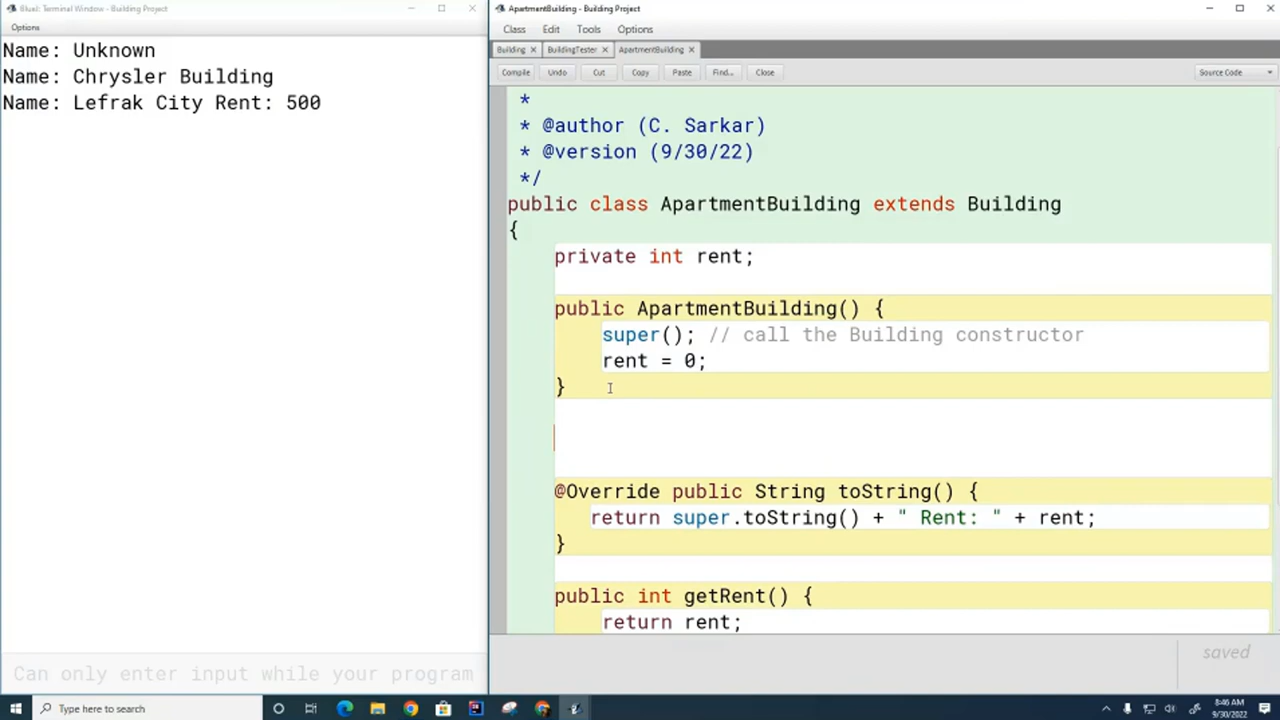 BlueJ: Terminal Window - Building Project
Options
Name: Unknown
Name: Chrysler Building
Name: Lefrak City Rent: 500
Can only enter input while your program
ApartmentBuilding - Building Project
Class Edit Tools Options
Building × BuildingTester × ApartmentBuilding ×
Compile Undo Cut Copy Paste Find... Close Source Code
*
* @author (C. Sarkar)
* @version (9/30/22)
*/
public class ApartmentBuilding extends Building
{
private int rent;
public ApartmentBuilding() {
super(); // call the Building constructor
rent = 0;
}
@Override public String toString() {
return super.toString() + " Rent: " + rent;
}
public int getRent() {
return rent;
saved
Type here to search
8:46 AM
9/30/2022